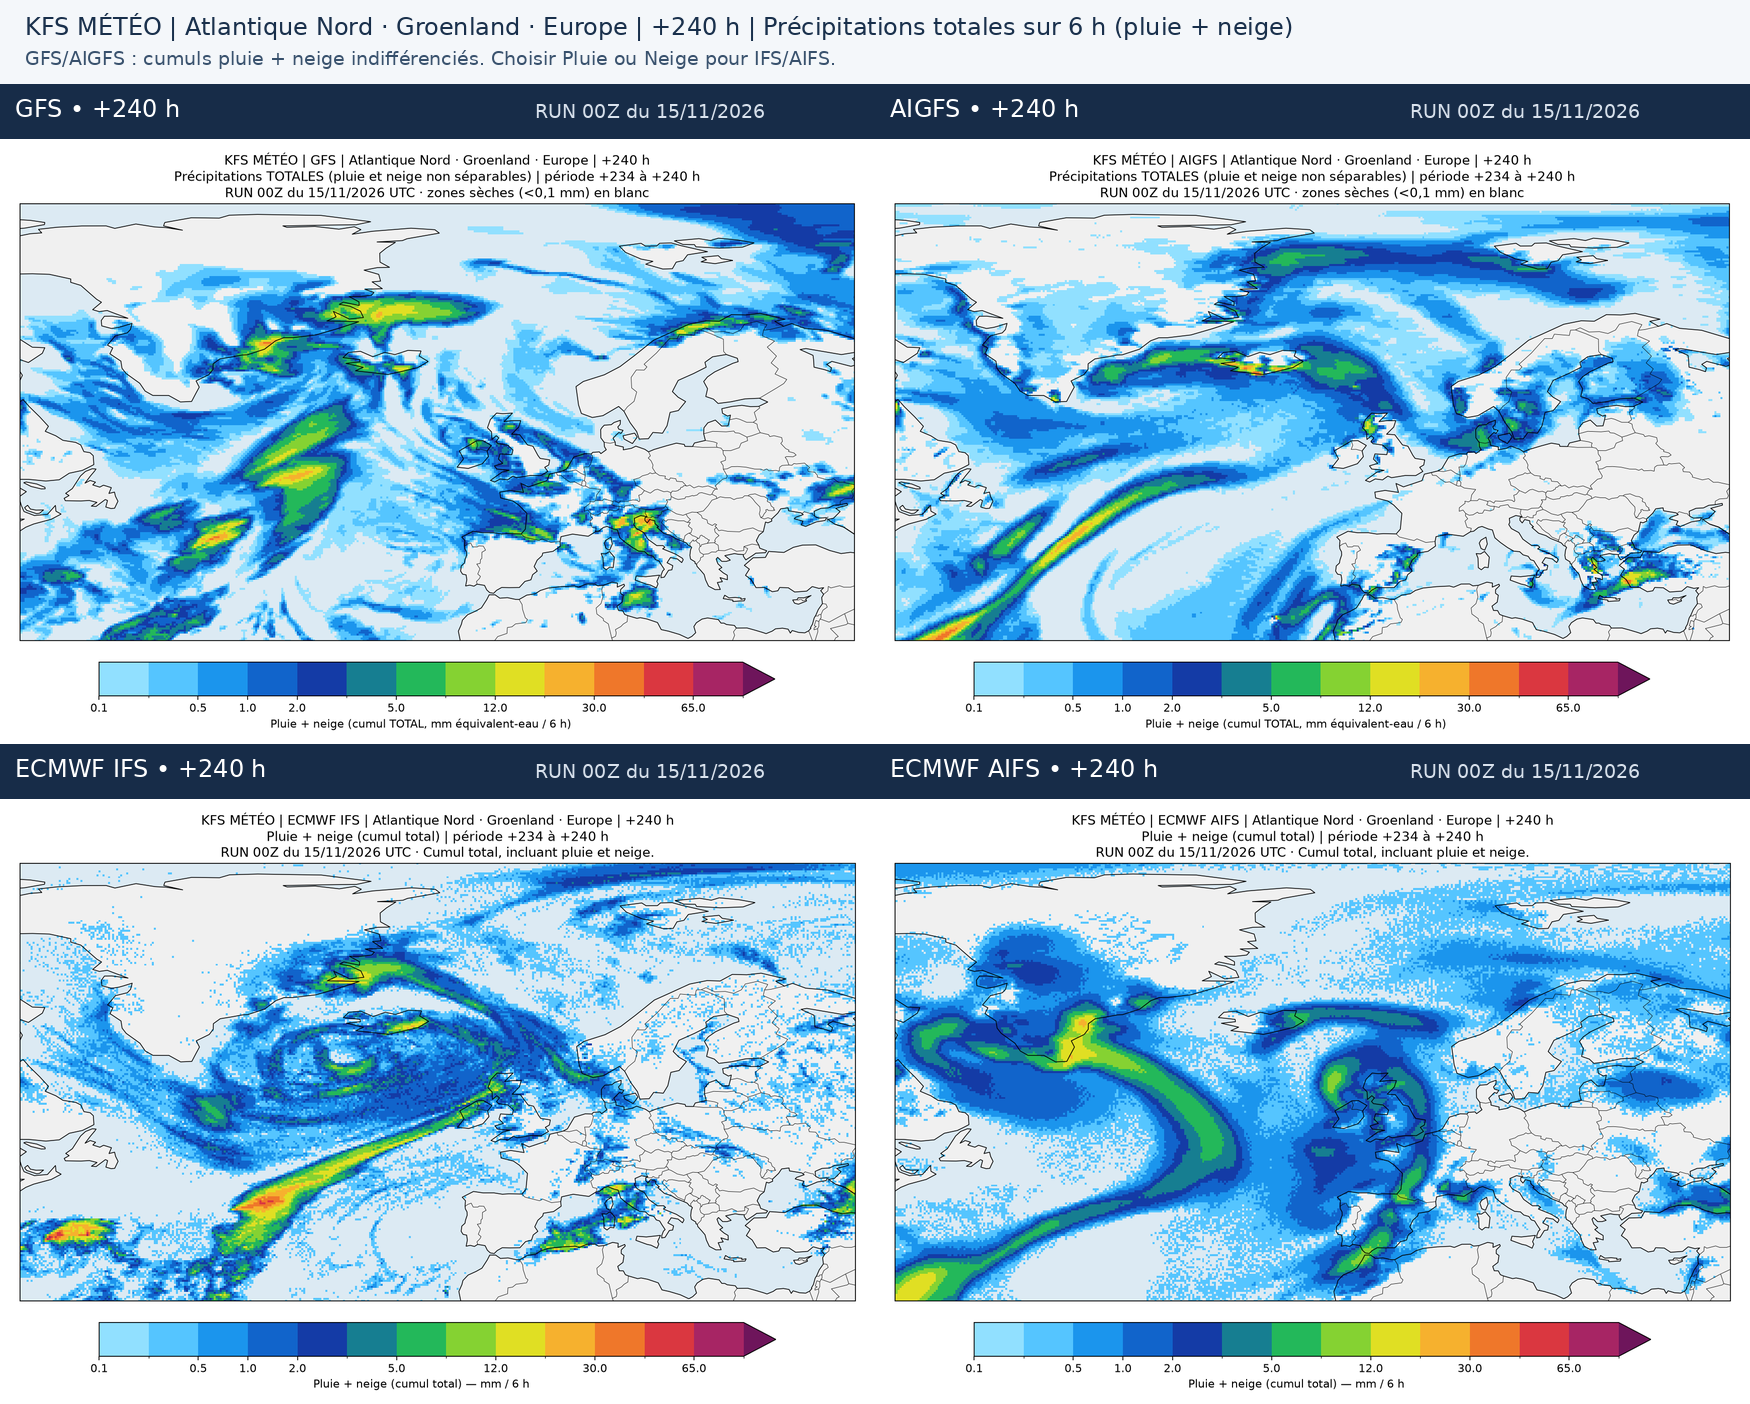 KFS MÉTÉO | Atlantique Nord · Groenland · Europe | +240 h | Précipitations totales sur 6 h (pluie + neige)
GFS/AIGFS : cumuls pluie + neige indifférenciés. Choisir Pluie ou Neige pour IFS/AIFS.
GFS • +240 h
RUN 00Z du 15/11/2026
KFS MÉTÉO | GFS | Atlantique Nord · Groenland · Europe | +240 h
Précipitations TOTALES (pluie et neige non séparables) | période +234 à +240 h
RUN 00Z du 15/11/2026 UTC · zones sèches (<0,1 mm) en blanc
0.1 0.5 1.0 2.0 5.0 12.0 30.0 65.0
Pluie + neige (cumul TOTAL, mm équivalent-eau / 6 h)
AIGFS • +240 h
RUN 00Z du 15/11/2026
KFS MÉTÉO | AIGFS | Atlantique Nord · Groenland · Europe | +240 h
Précipitations TOTALES (pluie et neige non séparables) | période +234 à +240 h
RUN 00Z du 15/11/2026 UTC · zones sèches (<0,1 mm) en blanc
0.1 0.5 1.0 2.0 5.0 12.0 30.0 65.0
Pluie + neige (cumul TOTAL, mm équivalent-eau / 6 h)
ECMWF IFS • +240 h
RUN 00Z du 15/11/2026
KFS MÉTÉO | ECMWF IFS | Atlantique Nord · Groenland · Europe | +240 h
Pluie + neige (cumul total) | période +234 à +240 h
RUN 00Z du 15/11/2026 UTC · Cumul total, incluant pluie et neige.
0.1 0.5 1.0 2.0 5.0 12.0 30.0 65.0
Pluie + neige (cumul total) — mm / 6 h
ECMWF AIFS • +240 h
RUN 00Z du 15/11/2026
KFS MÉTÉO | ECMWF AIFS | Atlantique Nord · Groenland · Europe | +240 h
Pluie + neige (cumul total) | période +234 à +240 h
RUN 00Z du 15/11/2026 UTC · Cumul total, incluant pluie et neige.
0.1 0.5 1.0 2.0 5.0 12.0 30.0 65.0
Pluie + neige (cumul total) — mm / 6 h